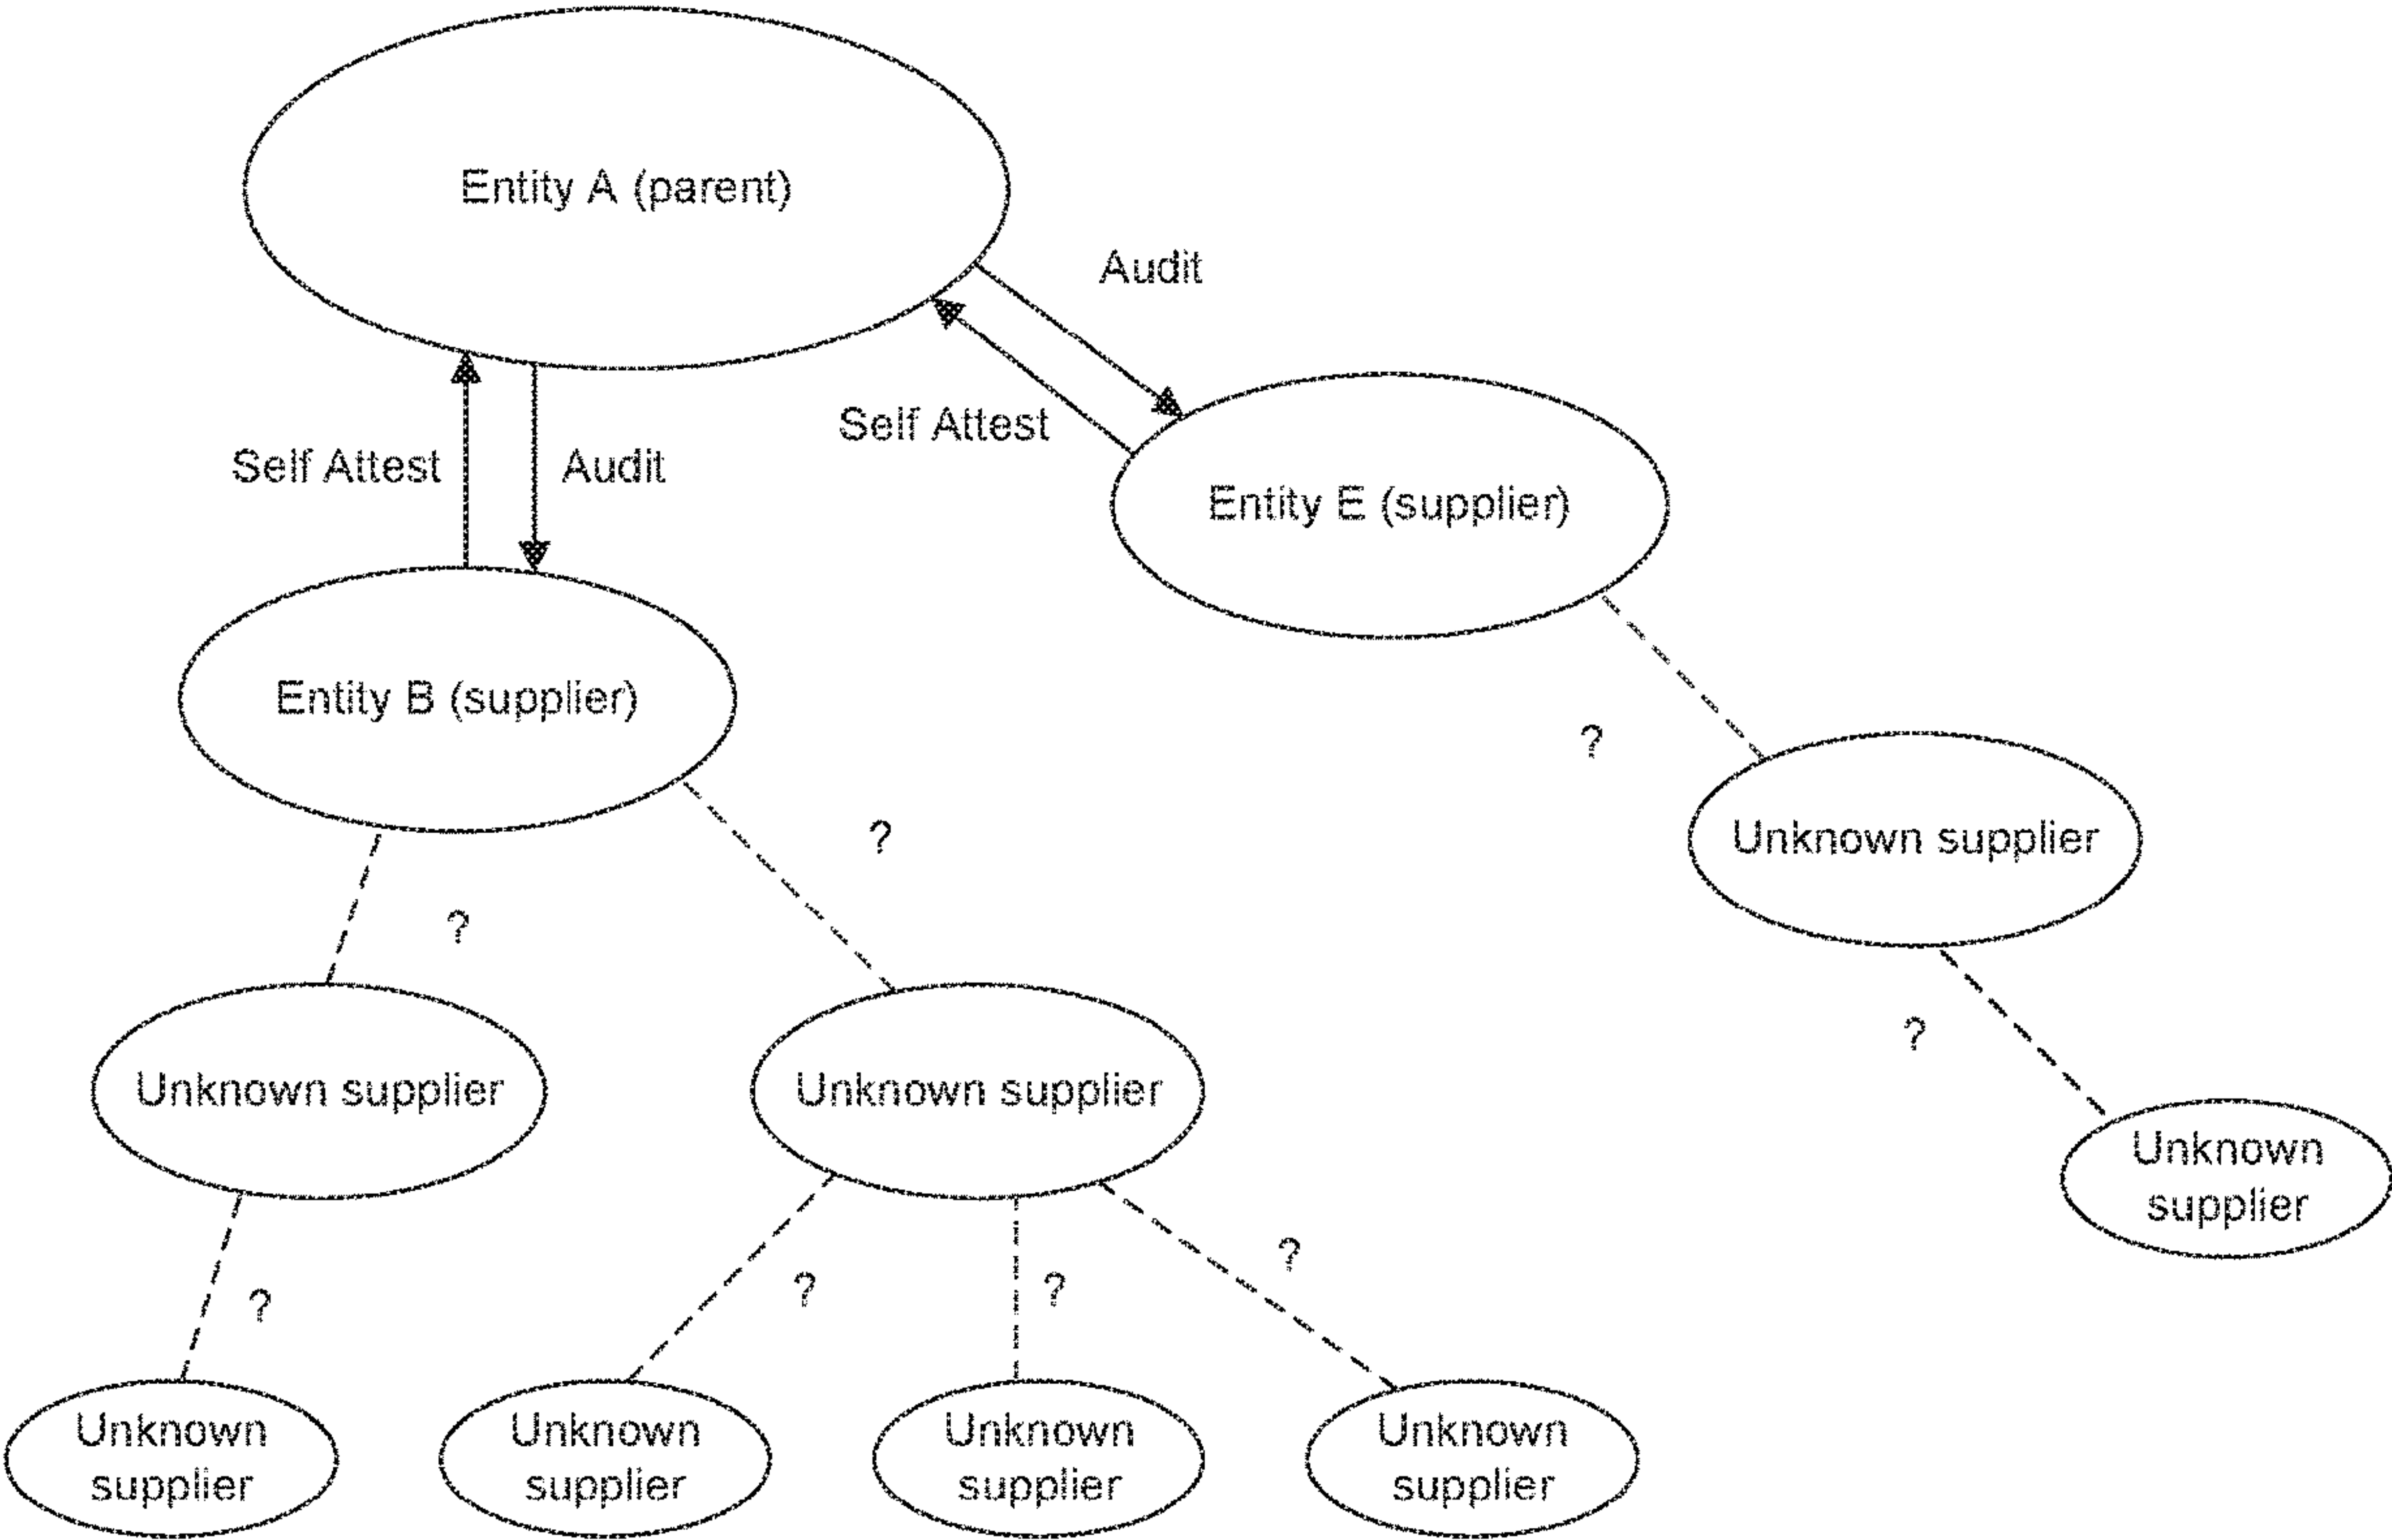 Entity A (parent)
Audit
Self Attest
Self Attest
Audit
Entity E (supplier)
Entity B (supplier)
?
?
Unknown supplier
?
?
Unknown supplier
Unknown supplier
Unknown
supplier
?
?
?
?
Unknown
supplier
Unknown
supplier
Unknown
supplier
Unknown
supplier